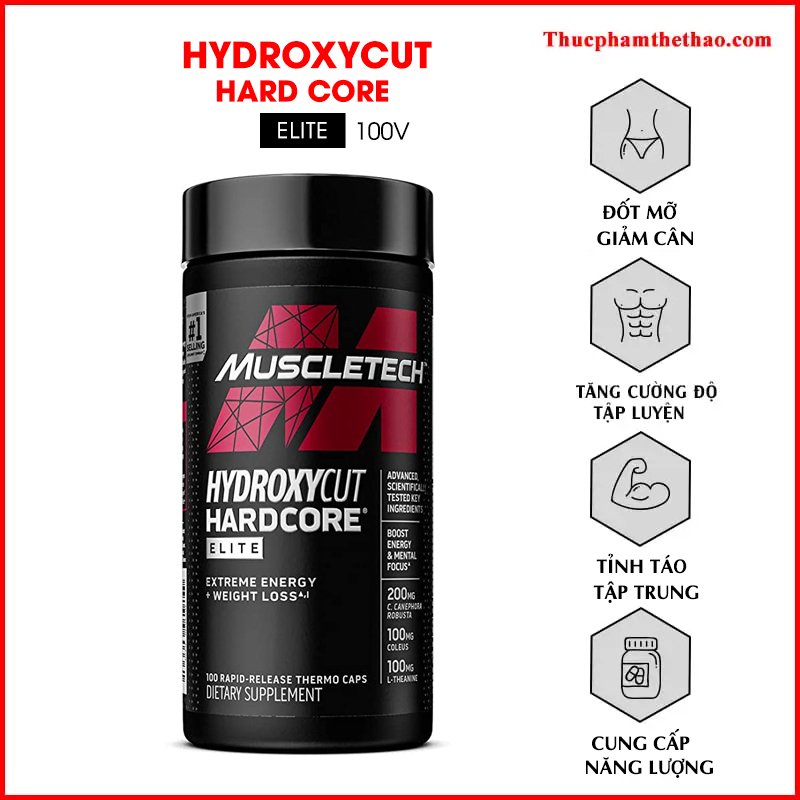 HYDROXYCUT
HARD CORE
ELITE 100V
Thucphamthethao.com
ĐỐT MỠ
GIẢM CÂN
TĂNG CƯỜNG ĐỘ
TẬP LUYỆN
TỈNH TÁO
TẬP TRUNG
CUNG CẤP
NĂNG LƯỢNG
#1
SELLING
MUSCLETECH
HYDROXYCUT
HARDCORE®
ELITE
EXTREME ENERGY
+ WEIGHT LOSS
100 RAPID-RELEASE THERMO CAPS
DIETARY SUPPLEMENT
ADVANCED,
SCIENTIFICALLY
TESTED KEY
INGREDIENTS
BOOST
ENERGY
& MENTAL
FOCUS
200MG
C. CANEPHORA
ROBUSTA
100MG
COLEUS
100MG
L-THEANINE